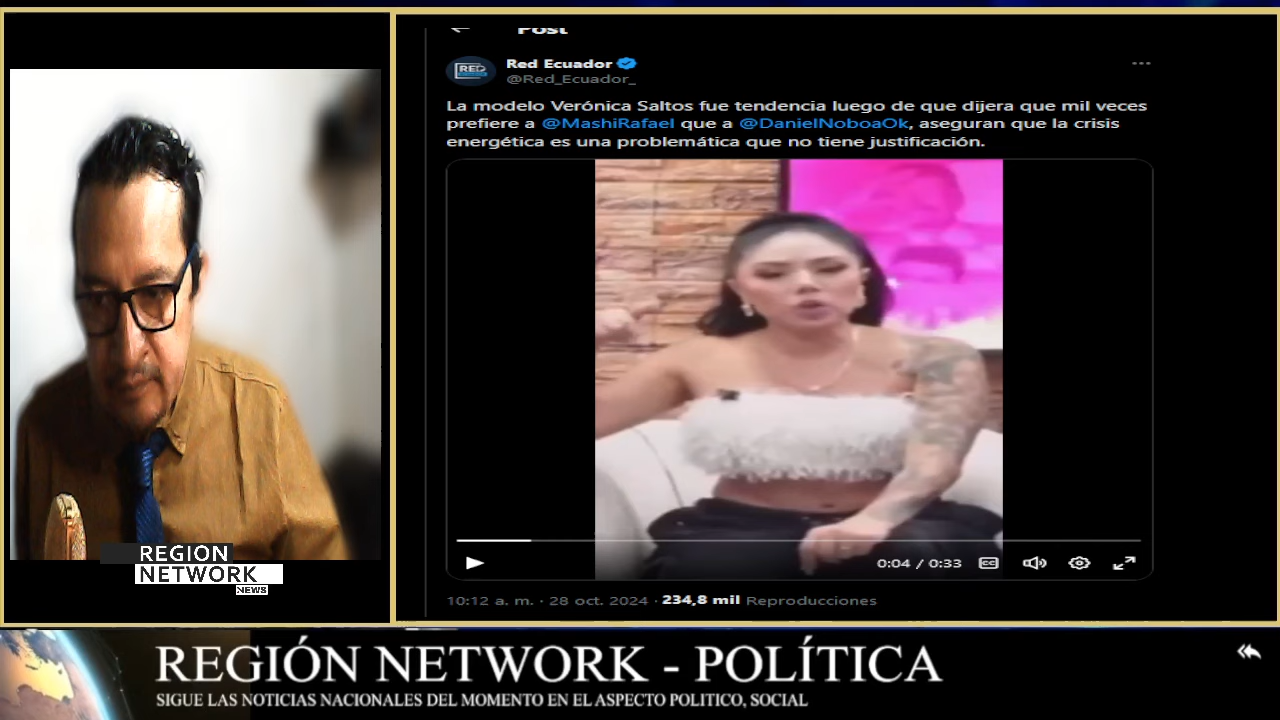 Post
RED
Red Ecuador
@Red_Ecuador_
La modelo Verónica Saltos fue tendencia luego de que dijera que mil veces
prefiere a @MashiRafael que a @DanielNoboaOk, aseguran que la crisis
energética es una problemática que no tiene justificación.
0:04 / 0:33
CC
10:12 a. m. · 28 oct. 2024 · 234,8 mil Reproducciones
REGION
NETWORK
NEWS
REGIÓN NETWORK - POLÍTICA
SIGUE LAS NOTICIAS NACIONALES DEL MOMENTO EN EL ASPECTO POLITICO, SOCIAL